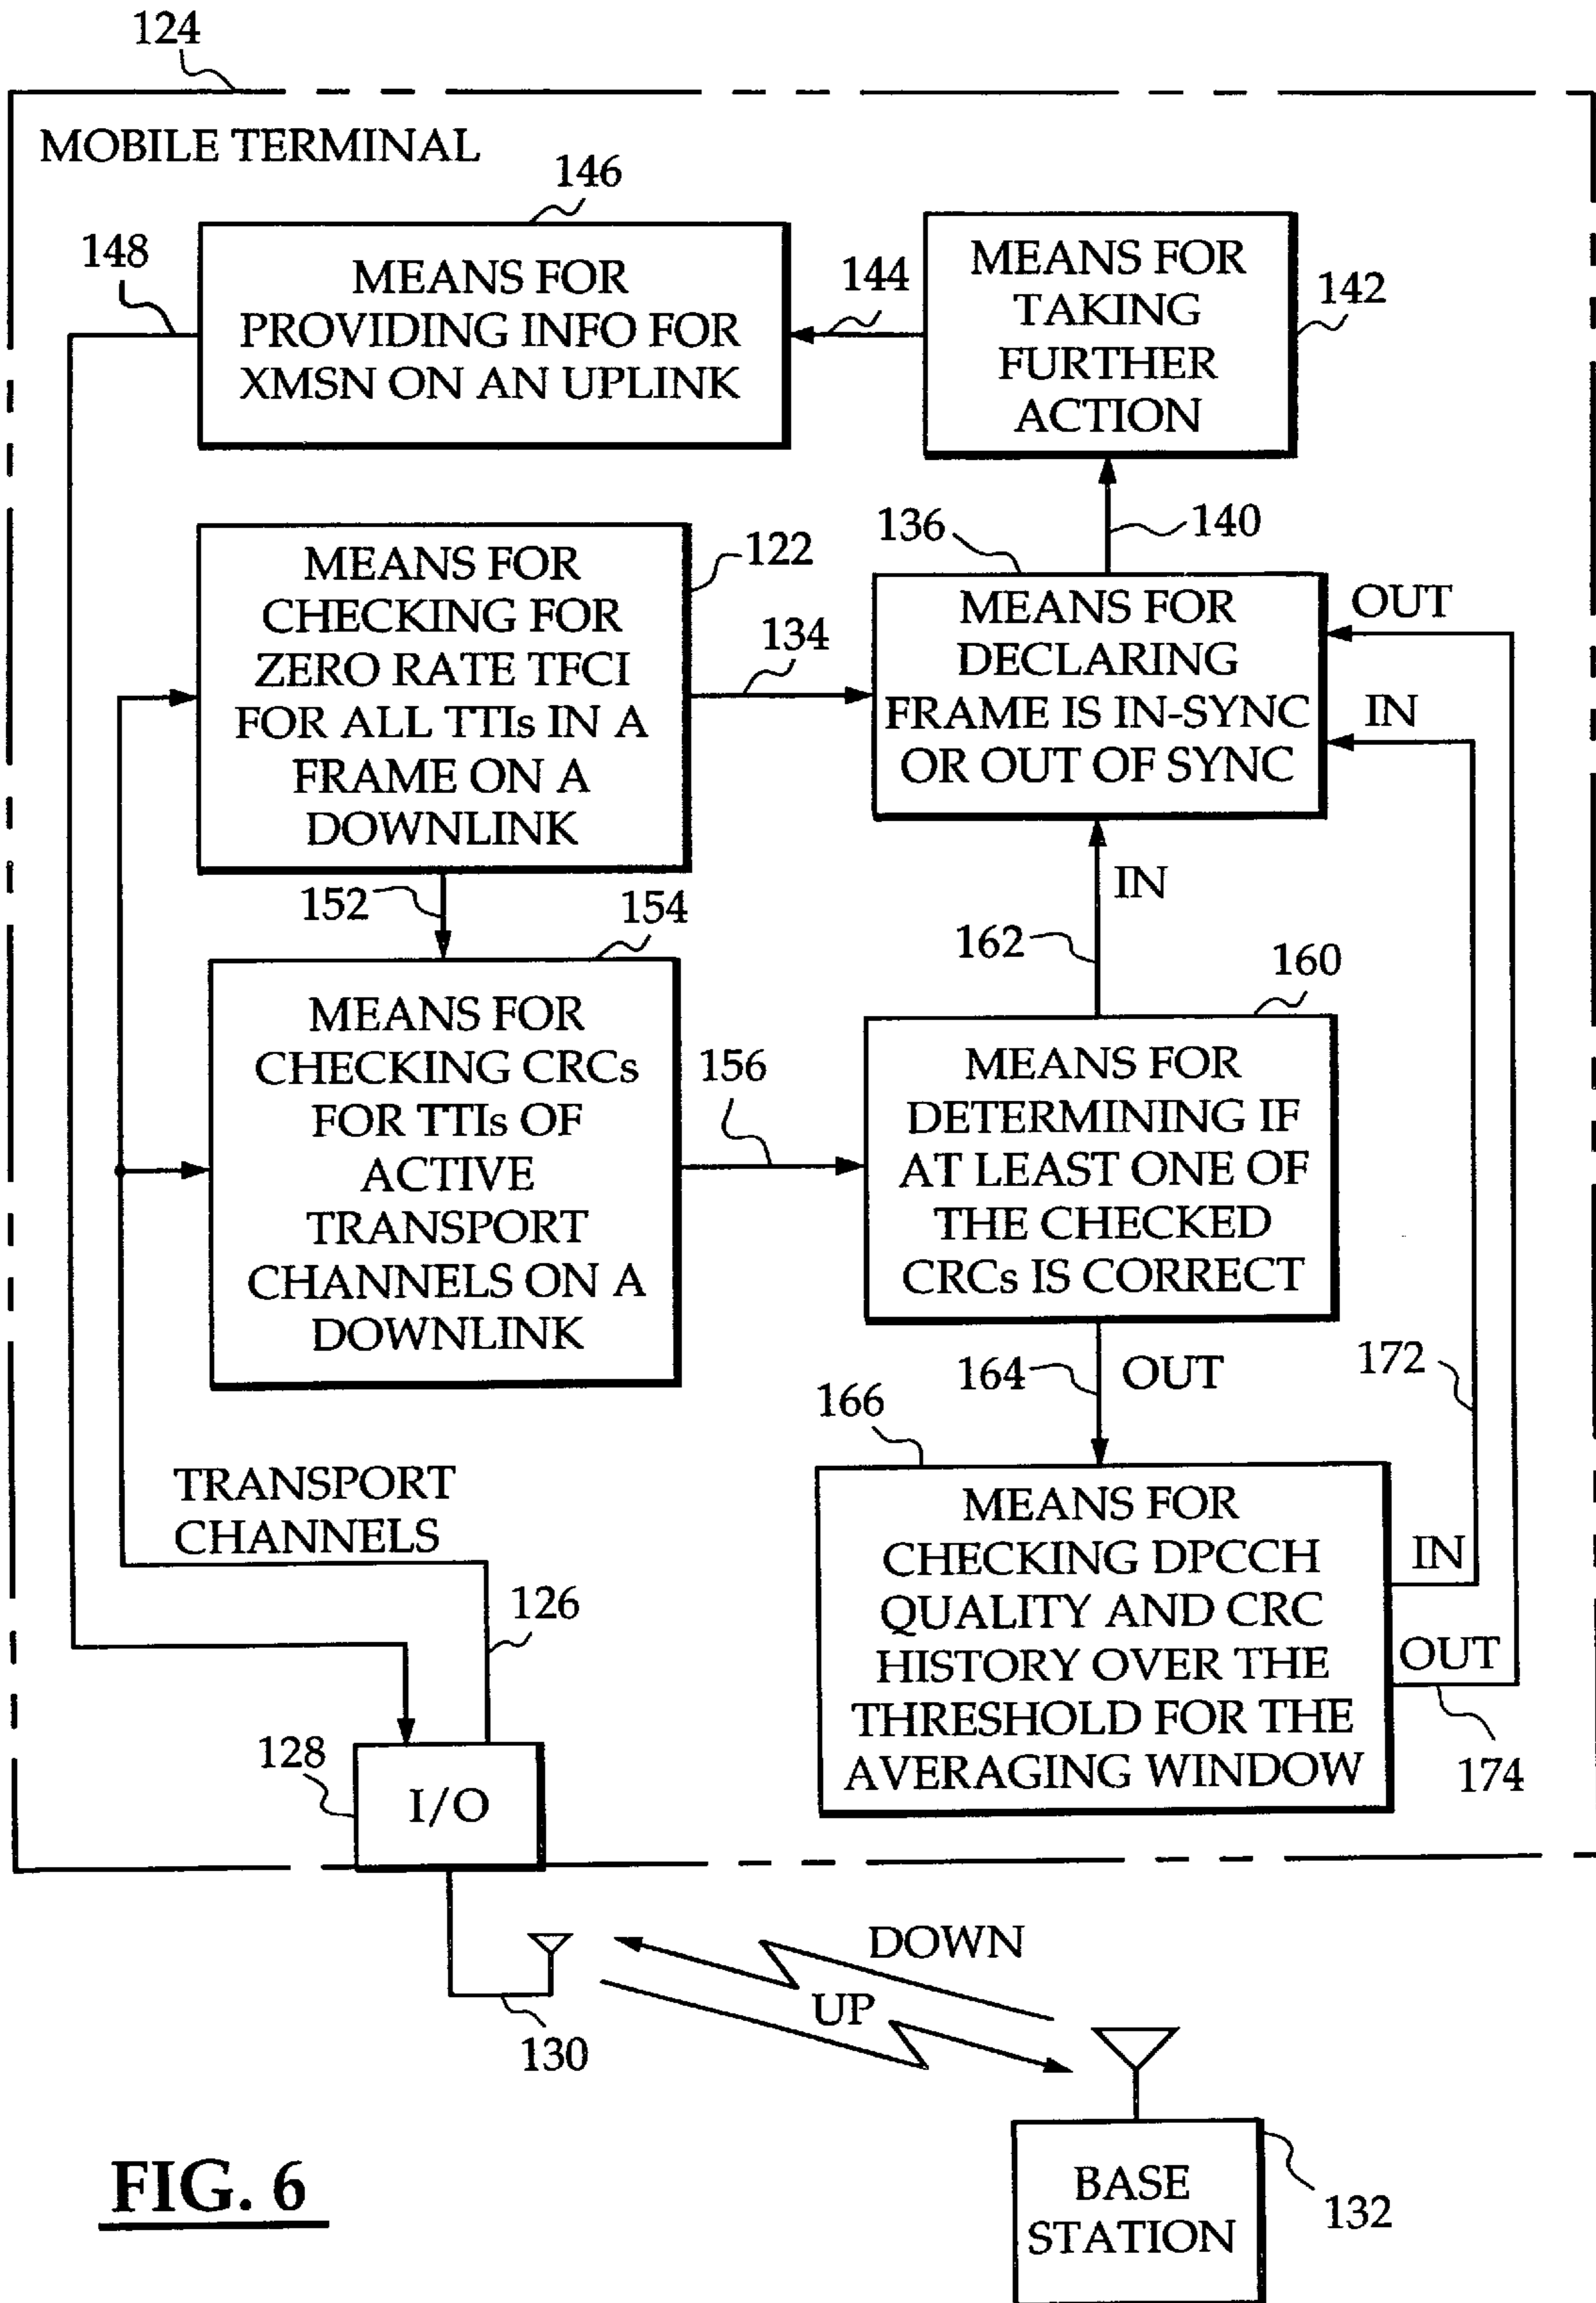 124
MOBILE TERMINAL
146
148
MEANS FOR
PROVIDING INFO FOR
XMSN ON AN UPLINK
144
MEANS FOR
TAKING
FURTHER
ACTION
142
140
136
122
MEANS FOR
CHECKING FOR
ZERO RATE TFCI
FOR ALL TTIs IN A
FRAME ON A
DOWNLINK
134
MEANS FOR
DECLARING
FRAME IS IN-SYNC
OR OUT OF SYNC
OUT
IN
152
154
162
IN
160
MEANS FOR
CHECKING CRCs
FOR TTIs OF
ACTIVE
TRANSPORT
CHANNELS ON A
DOWNLINK
156
MEANS FOR
DETERMINING IF
AT LEAST ONE OF
THE CHECKED
CRCs IS CORRECT
164
OUT
172
166
TRANSPORT
CHANNELS
MEANS FOR
CHECKING DPCCH
QUALITY AND CRC
HISTORY OVER THE
THRESHOLD FOR THE
AVERAGING WINDOW
IN
OUT
174
126
128
I/O
DOWN
UP
130
BASE
STATION
132
FIG. 6